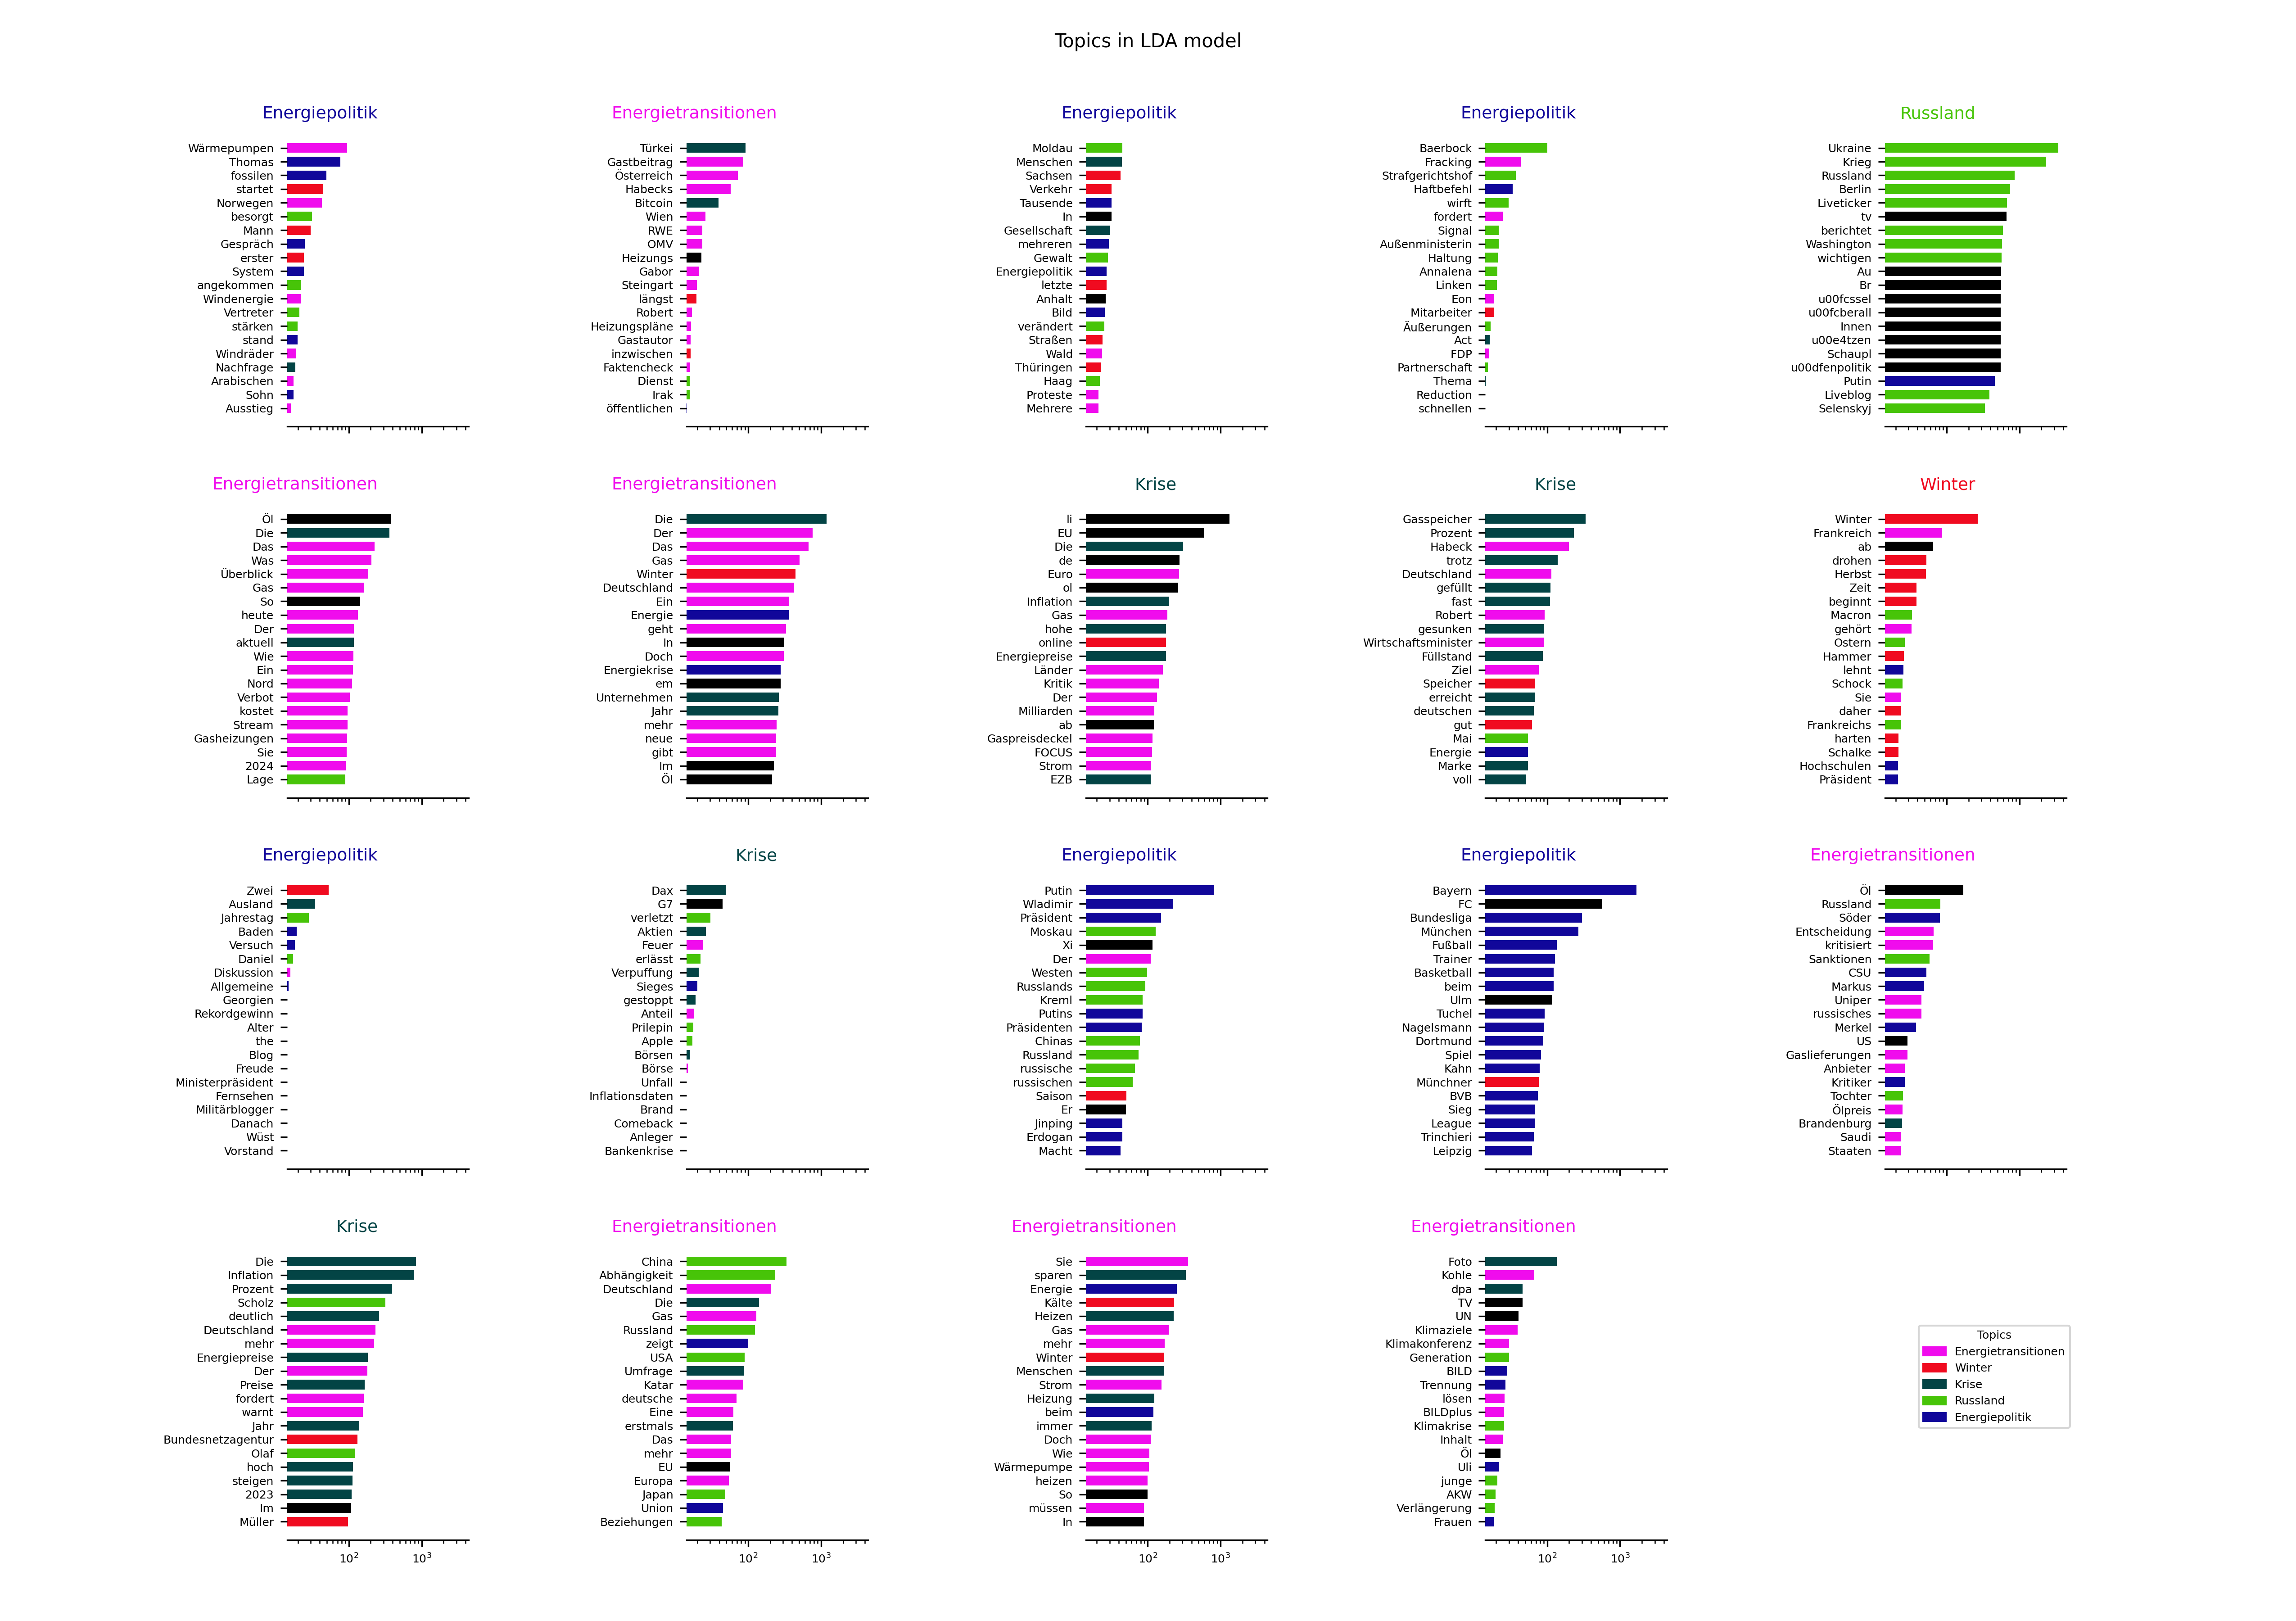 Topics in LDA model
Energiepolitik
Wärmepumpen
Thomas
fossilen
startet
Norwegen
besorgt
Mann
Gespräch
erster
System
angekommen
Windenergie
Vertreter
stärken
stand
Windräder
Nachfrage
Arabischen
Sohn
Ausstieg
Energietransitionen
Türkei
Gastbeitrag
Österreich
Habecks
Bitcoin
Wien
RWE
OMV
Heizungs
Gabor
Steingart
längst
Robert
Heizungspläne
Gastautor
inzwischen
Faktencheck
Dienst
Irak
öffentlichen
Energiepolitik
Moldau
Menschen
Sachsen
Verkehr
Tausende
In
Gesellschaft
mehreren
Gewalt
Energiepolitik
letzte
Anhalt
Bild
verändert
Straßen
Wald
Thüringen
Haag
Proteste
Mehrere
Energiepolitik
Baerbock
Fracking
Strafgerichtshof
Haftbefehl
wirft
fordert
Signal
Außenministerin
Haltung
Annalena
Linken
Eon
Mitarbeiter
Äußerungen
Act
FDP
Partnerschaft
Thema
Reduction
schnellen
Russland
Ukraine
Krieg
Russland
Berlin
Liveticker
tv
berichtet
Washington
wichtigen
Au
Br
u00fcssel
u00fcberall
Innen
u00e4tzen
Schaupl
u00dfenpolitik
Putin
Liveblog
Selenskyj
Energietransitionen
Öl
Die
Das
Was
Überblick
Gas
So
heute
Der
aktuell
Wie
Ein
Nord
Verbot
kostet
Stream
Gasheizungen
Sie
2024
Lage
Energietransitionen
Die
Der
Das
Gas
Winter
Deutschland
Ein
Energie
geht
In
Doch
Energiekrise
em
Unternehmen
Jahr
mehr
neue
gibt
Im
Öl
Krise
li
EU
Die
de
Euro
ol
Inflation
Gas
hohe
online
Energiepreise
Länder
Kritik
Der
Milliarden
ab
Gaspreisdeckel
FOCUS
Strom
EZB
Krise
Gasspeicher
Prozent
Habeck
trotz
Deutschland
gefüllt
fast
Robert
gesunken
Wirtschaftsminister
Füllstand
Ziel
Speicher
erreicht
deutschen
gut
Mai
Energie
Marke
voll
Winter
Winter
Frankreich
ab
drohen
Herbst
Zeit
beginnt
Macron
gehört
Ostern
Hammer
lehnt
Schock
Sie
daher
Frankreichs
harten
Schalke
Hochschulen
Präsident
Energiepolitik
Zwei
Ausland
Jahrestag
Baden
Versuch
Daniel
Diskussion
Allgemeine
Georgien
Rekordgewinn
Alter
the
Blog
Freude
Ministerpräsident
Fernsehen
Militärblogger
Danach
Wüst
Vorstand
Krise
Dax
G7
verletzt
Aktien
Feuer
erlässt
Verpuffung
Sieges
gestoppt
Anteil
Prilepin
Apple
Börsen
Börse
Unfall
Inflationsdaten
Brand
Comeback
Anleger
Bankenkrise
Energiepolitik
Putin
Wladimir
Präsident
Moskau
Xi
Der
Westen
Russlands
Kreml
Putins
Präsidenten
Chinas
Russland
russische
russischen
Saison
Er
Jinping
Erdogan
Macht
Energiepolitik
Bayern
FC
Bundesliga
München
Fußball
Trainer
Basketball
beim
Ulm
Tuchel
Nagelsmann
Dortmund
Spiel
Kahn
Münchner
BVB
Sieg
League
Trinchieri
Leipzig
Energietransitionen
Öl
Russland
Söder
Entscheidung
kritisiert
Sanktionen
CSU
Markus
Uniper
russisches
Merkel
US
Gaslieferungen
Anbieter
Kritiker
Tochter
Ölpreis
Brandenburg
Saudi
Staaten
Krise
Die
Inflation
Prozent
Scholz
deutlich
Deutschland
mehr
Energiepreise
Der
Preise
fordert
warnt
Jahr
Bundesnetzagentur
Olaf
hoch
steigen
2023
Im
Müller
10² 10³
Energietransitionen
China
Abhängigkeit
Deutschland
Die
Gas
Russland
zeigt
USA
Umfrage
Katar
deutsche
Eine
erstmals
Das
mehr
EU
Europa
Japan
Union
Beziehungen
10² 10³
Energietransitionen
Sie
sparen
Energie
Kälte
Heizen
Gas
mehr
Winter
Menschen
Strom
Heizung
beim
immer
Doch
Wie
Wärmepumpe
heizen
So
müssen
In
10² 10³
Energietransitionen
Foto
Kohle
dpa
TV
UN
Klimaziele
Klimakonferenz
Generation
BILD
Trennung
lösen
BILDplus
Klimakrise
Inhalt
Öl
Uli
junge
AKW
Verlängerung
Frauen
10² 10³
Topics
Energietransitionen
Winter
Krise
Russland
Energiepolitik